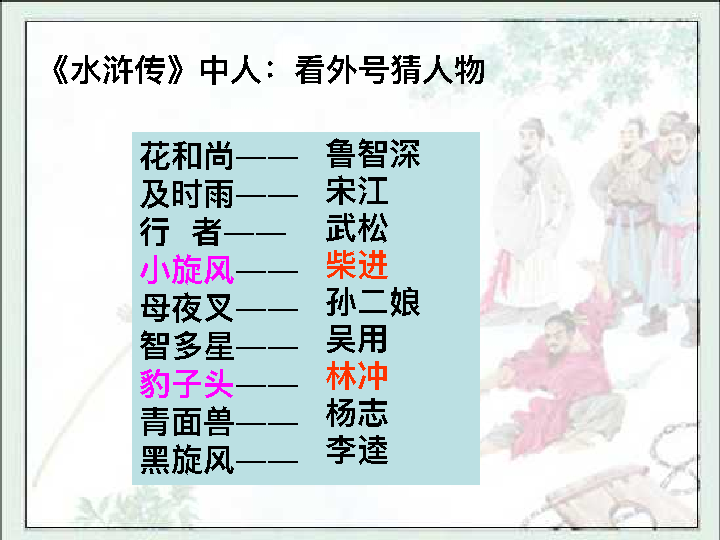 《水浒传》中人：看外号猜人物
花和尚—— 鲁智深
及时雨—— 宋江
行 者—— 武松
小旋风—— 柴进
母夜叉—— 孙二娘
智多星—— 吴用
豹子头—— 林冲
青面兽—— 杨志
黑旋风—— 李逵